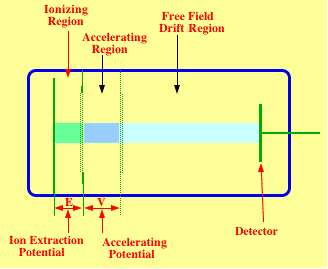 Ionizing
Region
Accelerating
Region
Free Field
Drift Region
E
V
Ion Extraction
Potential
Accelerating
Potential
Detector